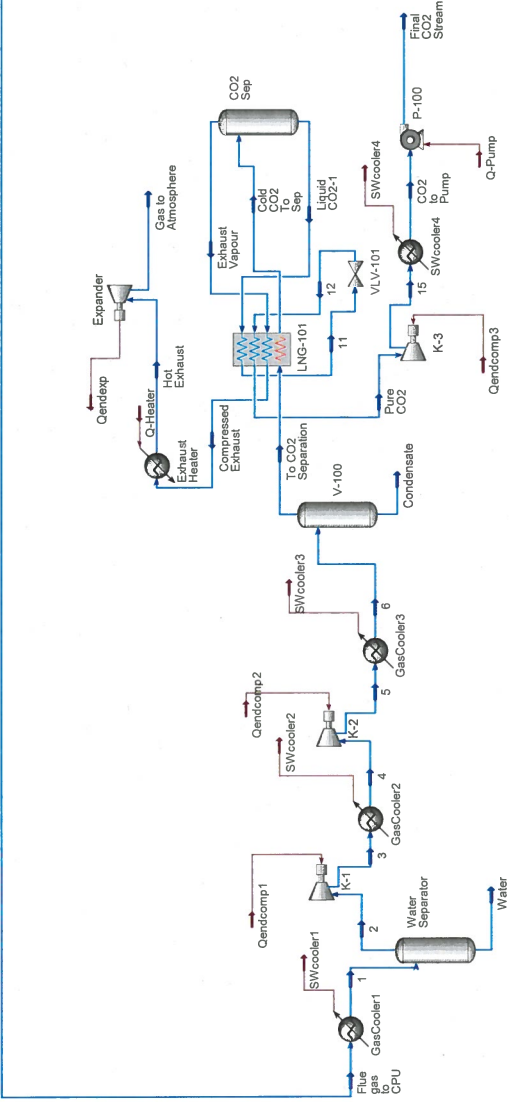 Flue
gas
to
CPU
GasCooler1
SWcooler1
1
Water
Separator
Water
2
Qendcomp1
K-1
3
GasCooler2
SWcooler2
4
Qendcomp2
K-2
5
GasCooler3
SWcooler3
6
V-100
Condensate
To CO2
Separation
Compressed
Exhaust
Exhaust
Heater
Q-Heater
Hot
Exhaust
Qendexp
Expander
Gas to
Atmosphere
LNG-101
Exhaust
Vapour
Cold
CO2
To
Sep
CO2
Sep
Liquid
CO2-1
11
12
VLV-101
Pure
CO2
K-3
Qendcomp3
15
SWcooler4
SWcooler4
CO2
to
Pump
P-100
Q-Pump
Final
CO2
Stream